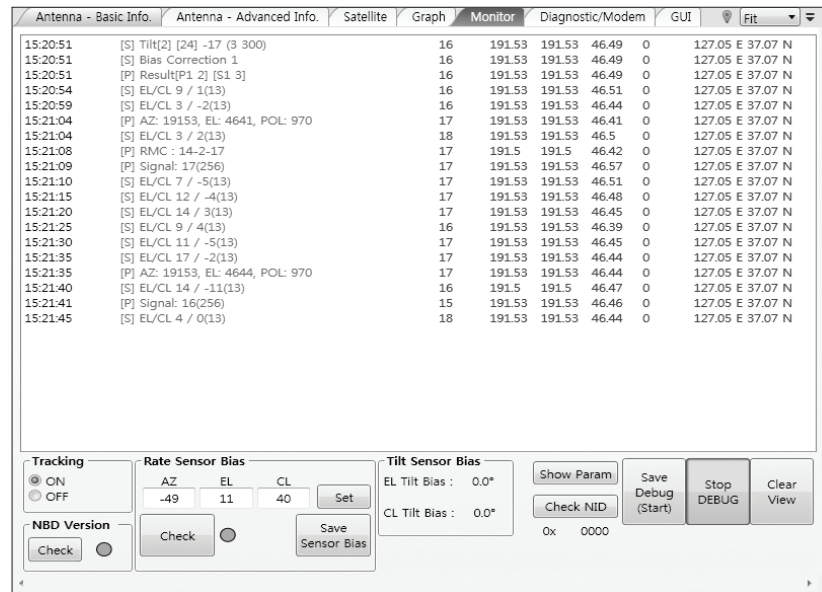 Antenna - Basic Info. Antenna - Advanced Info. Satellite Graph Monitor Diagnostic/Modem GUI Fit
15:20:51 [S] Tilt[2] [24] -17 (3 300) 16 191.53 191.53 46.49 0 127.05 E 37.07 N
15:20:51 [S] Bias Correction 1 16 191.53 191.53 46.49 0 127.05 E 37.07 N
15:20:51 [P] Result[P1 2] [S1 3] 16 191.53 191.53 46.49 0 127.05 E 37.07 N
15:20:54 [S] EL/CL 9 / 1(13) 16 191.53 191.53 46.51 0 127.05 E 37.07 N
15:20:59 [S] EL/CL 3 / -2(13) 16 191.53 191.53 46.44 0 127.05 E 37.07 N
15:21:04 [P] AZ: 19153, EL: 4641, POL: 970 17 191.53 191.53 46.41 0 127.05 E 37.07 N
15:21:04 [S] EL/CL 3 / 2(13) 18 191.53 191.53 46.5 0 127.05 E 37.07 N
15:21:08 [P] RMC : 14-2-17 17 191.5 191.5 46.42 0 127.05 E 37.07 N
15:21:09 [P] Signal: 17(256) 17 191.53 191.53 46.57 0 127.05 E 37.07 N
15:21:10 [S] EL/CL 7 / -5(13) 17 191.53 191.53 46.51 0 127.05 E 37.07 N
15:21:15 [S] EL/CL 12 / -4(13) 17 191.53 191.53 46.48 0 127.05 E 37.07 N
15:21:20 [S] EL/CL 14 / 3(13) 17 191.53 191.53 46.45 0 127.05 E 37.07 N
15:21:25 [S] EL/CL 9 / 4(13) 16 191.53 191.53 46.39 0 127.05 E 37.07 N
15:21:30 [S] EL/CL 11 / -5(13) 17 191.53 191.53 46.45 0 127.05 E 37.07 N
15:21:35 [S] EL/CL 17 / -2(13) 17 191.53 191.53 46.44 0 127.05 E 37.07 N
15:21:35 [P] AZ: 19153, EL: 4644, POL: 970 17 191.53 191.53 46.44 0 127.05 E 37.07 N
15:21:40 [S] EL/CL 14 / -11(13) 16 191.5 191.5 46.47 0 127.05 E 37.07 N
15:21:41 [P] Signal: 16(256) 15 191.53 191.53 46.46 0 127.05 E 37.07 N
15:21:45 [S] EL/CL 4 / 0(13) 18 191.53 191.53 46.44 0 127.05 E 37.07 N
Tracking
ON
OFF
NBD Version
Check
Rate Sensor Bias
AZ EL CL
-49 11 40 Set
Check
Save
Sensor Bias
Tilt Sensor Bias
EL Tilt Bias : 0.0°
CL Tilt Bias : 0.0°
Show Param
Check NID
0x 0000
Save
Debug
(Start)
Stop
DEBUG
Clear
View